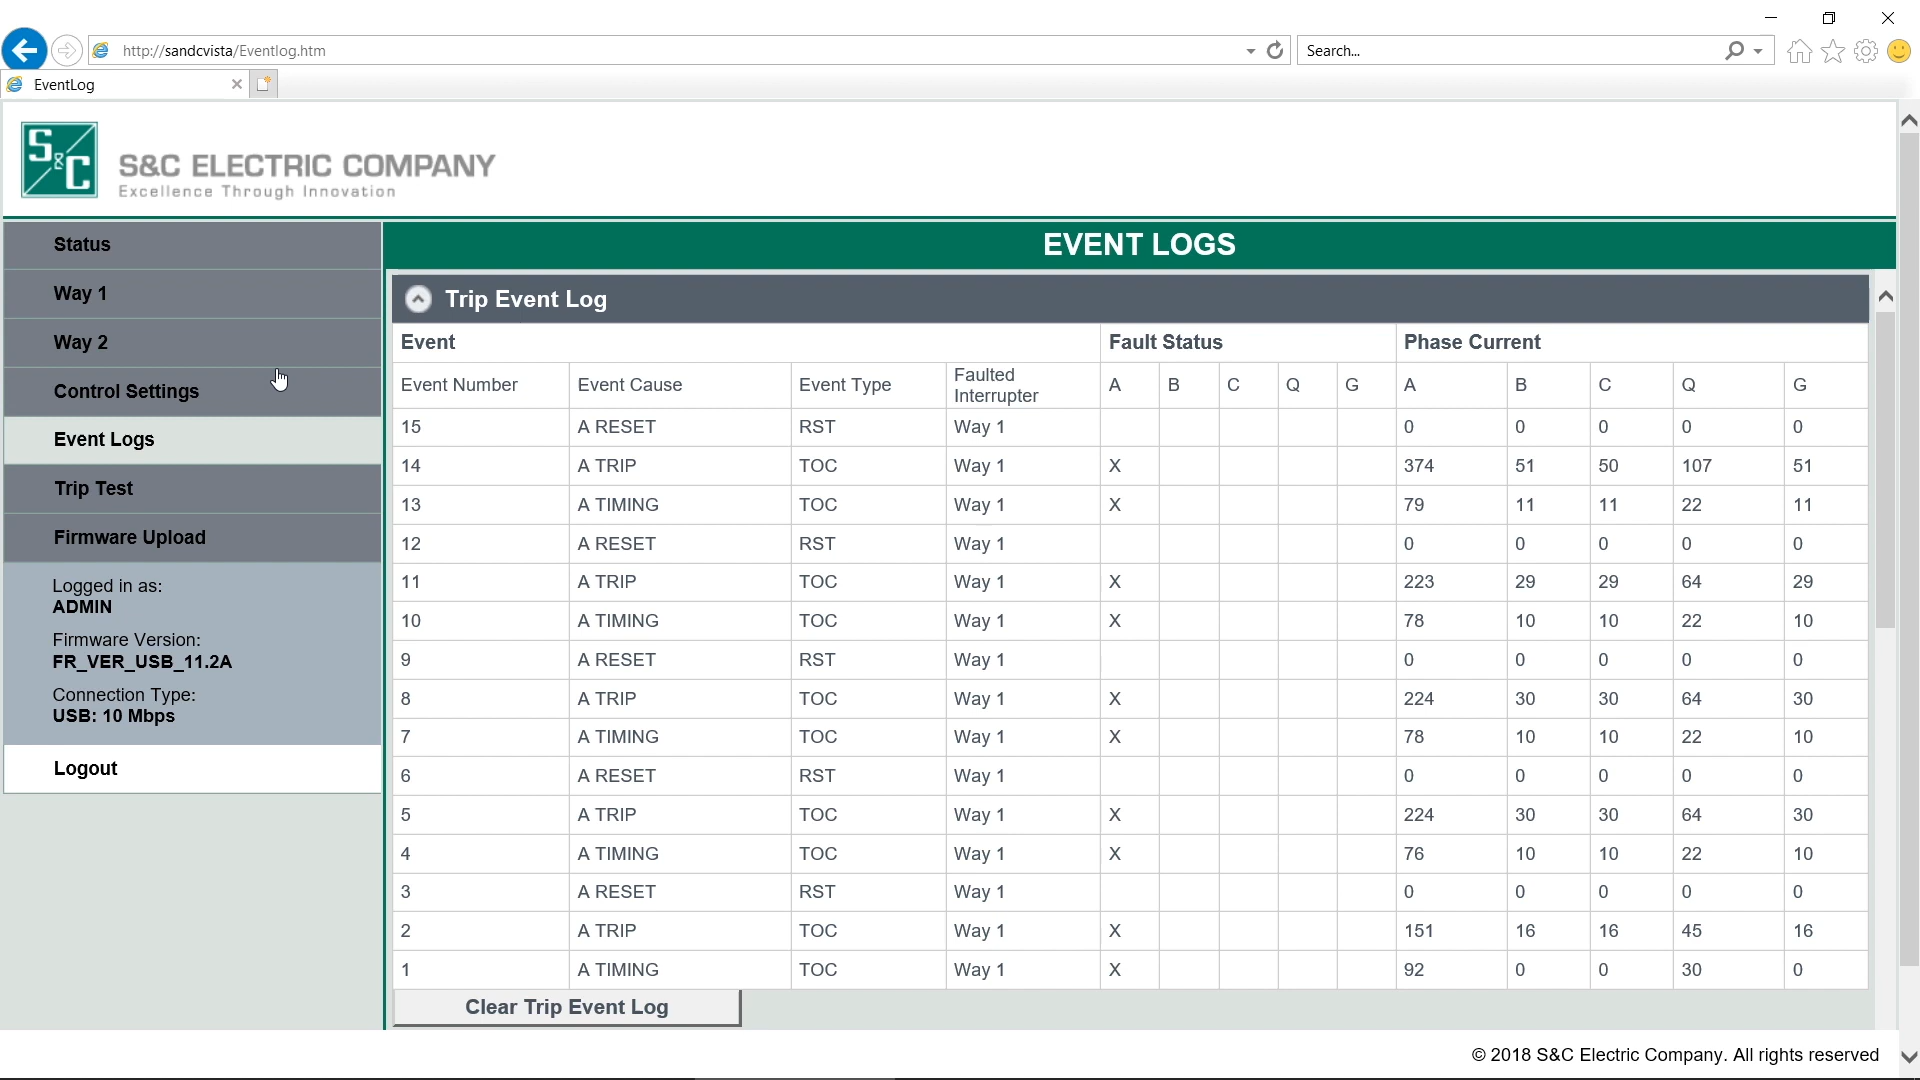 http://sandcvista/Eventlog.htm
Search...
EventLog
S&C
S&C ELECTRIC COMPANY
Excellence Through Innovation
Status
Way 1
Way 2
Control Settings
Event Logs
Trip Test
Firmware Upload
Logged in as:
ADMIN
Firmware Version:
FR_VER_USB_11.2A
Connection Type:
USB: 10 Mbps
Logout
EVENT LOGS
Trip Event Log
Event Fault Status Phase Current
Event Number Event Cause Event Type Faulted Interrupter A B C Q G A B C Q G
15 A RESET RST Way 1 0 0 0 0 0
14 A TRIP TOC Way 1 X 374 51 50 107 51
13 A TIMING TOC Way 1 X 79 11 11 22 11
12 A RESET RST Way 1 0 0 0 0 0
11 A TRIP TOC Way 1 X 223 29 29 64 29
10 A TIMING TOC Way 1 X 78 10 10 22 10
9 A RESET RST Way 1 0 0 0 0 0
8 A TRIP TOC Way 1 X 224 30 30 64 30
7 A TIMING TOC Way 1 X 78 10 10 22 10
6 A RESET RST Way 1 0 0 0 0 0
5 A TRIP TOC Way 1 X 224 30 30 64 30
4 A TIMING TOC Way 1 X 76 10 10 22 10
3 A RESET RST Way 1 0 0 0 0 0
2 A TRIP TOC Way 1 X 151 16 16 45 16
1 A TIMING TOC Way 1 X 92 0 0 30 0
Clear Trip Event Log
© 2018 S&C Electric Company. All rights reserved